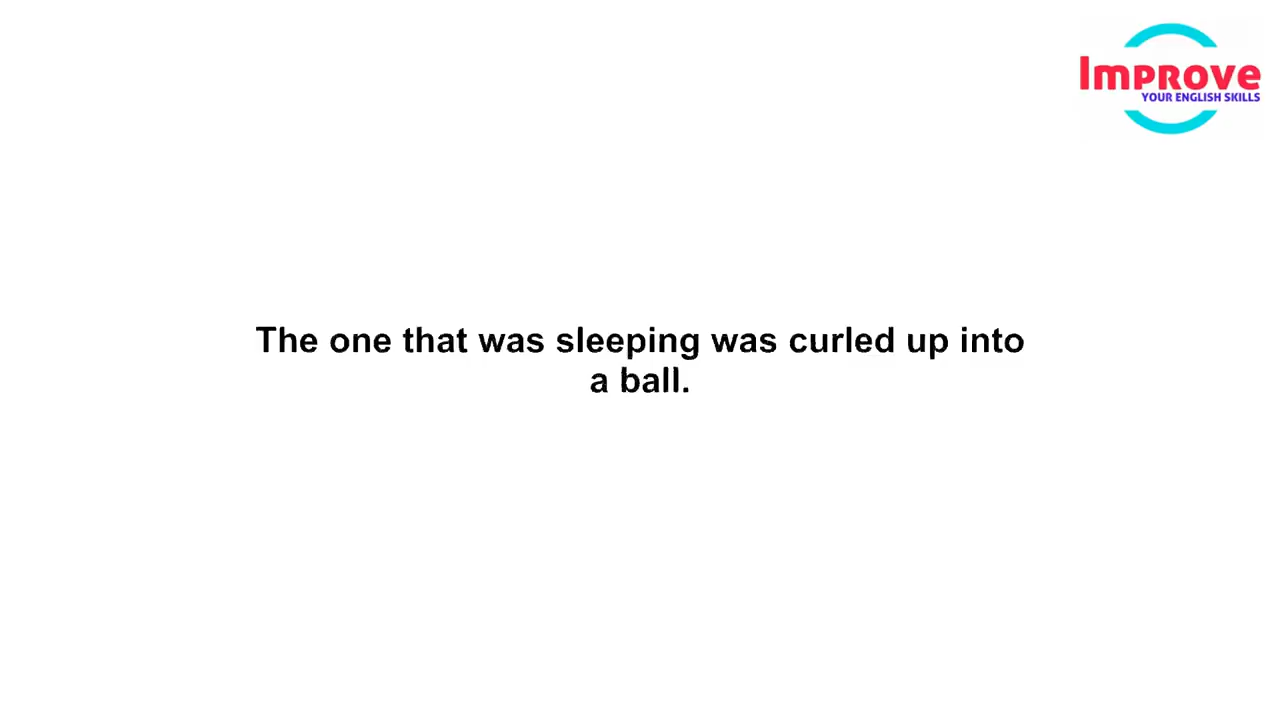 Improve
YOUR ENGLISH SKILLS
The one that was sleeping was curled up into
a ball.